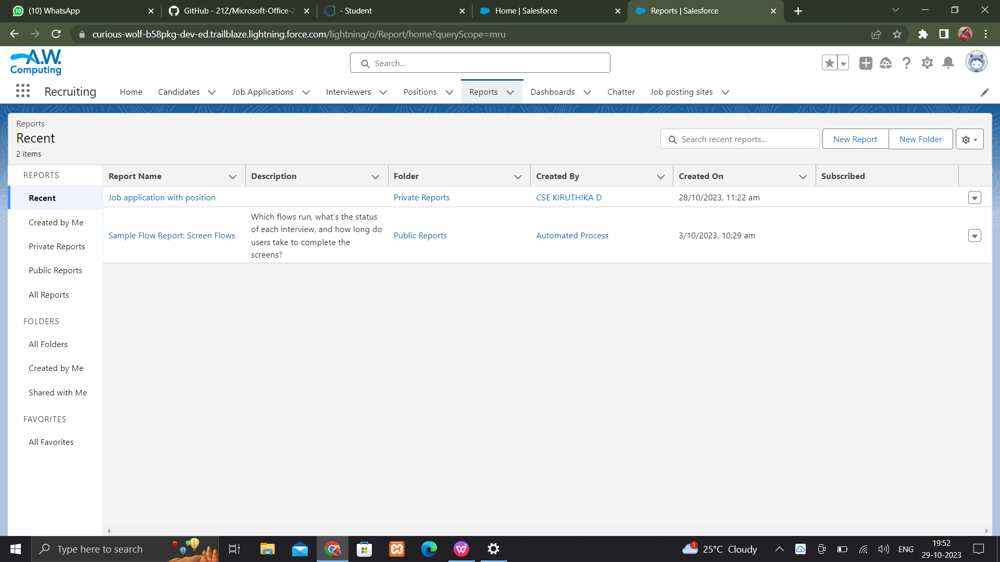 (10) WhatsApp
GitHub - 21Z/Microsoft-Office-2
- Student
Home | Salesforce
Reports | Salesforce
curious-wolf-b58pkg-dev-ed.trailblaze.lightning.force.com/lightning/o/Report/home?queryScope=mru
A.W.
Computing
Search...
Recruiting
Home
Candidates
Job Applications
Interviewers
Positions
Reports
Dashboards
Chatter
Job posting sites
Reports
Recent
2 items
Search recent reports...
New Report
New Folder
REPORTS
Recent
Created by Me
Private Reports
Public Reports
All Reports
FOLDERS
All Folders
Created by Me
Shared with Me
FAVORITES
All Favorites
Report Name
Description
Folder
Created By
Created On
Subscribed
Job application with position
Private Reports
CSE KIRUTHIKA D
28/10/2023, 11:22 am
Sample Flow Report: Screen Flows
Which flows run, what's the status
of each interview, and how long do
users take to complete the
screens?
Public Reports
Automated Process
3/10/2023, 10:29 am
Type here to search
1
25°C Cloudy
ENG
19:52
29-10-2023